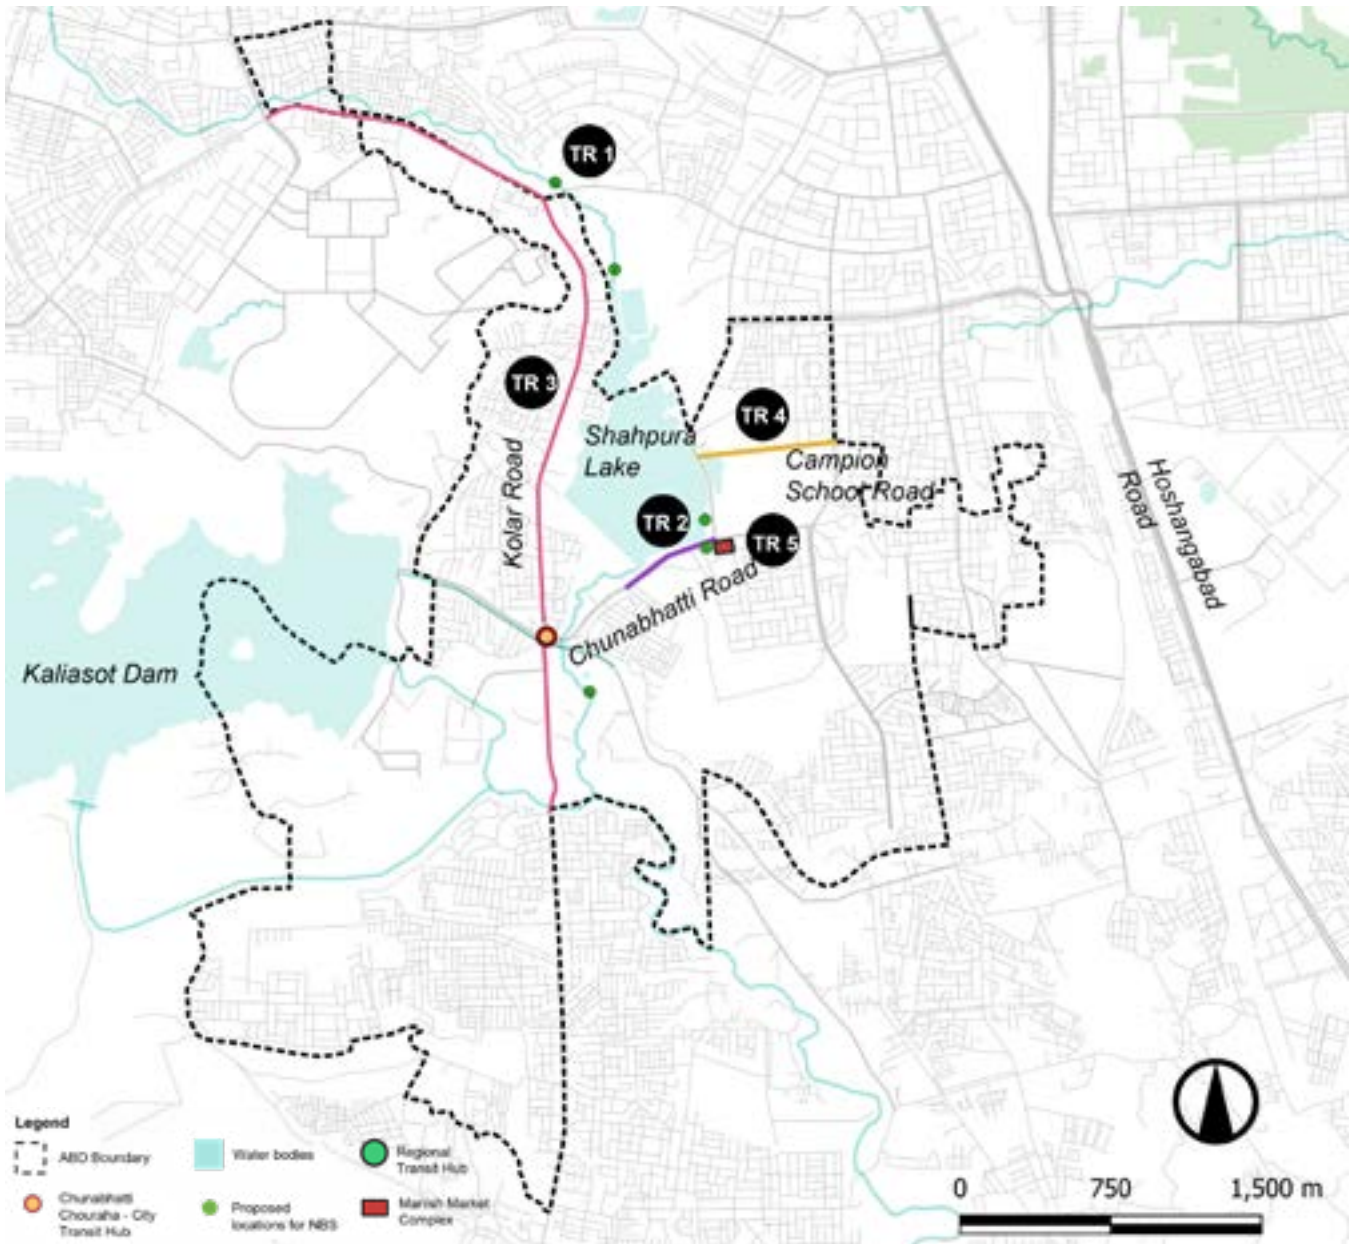 TR 1
TR 3
Kolar Road
Shahpura
Lake
TR 4
Campion
School Road
TR 2
TR 5
Chunabhatti Road
Hoshangabad
Road
Kaliasot Dam
Legend
ABD Boundary
Water bodies
Regional
Transit Hub
Chunabhatti
Chouraha - City
Transit Hub
Proposed
locations for NBS
Manish Market
Complex
0 750 1,500 m